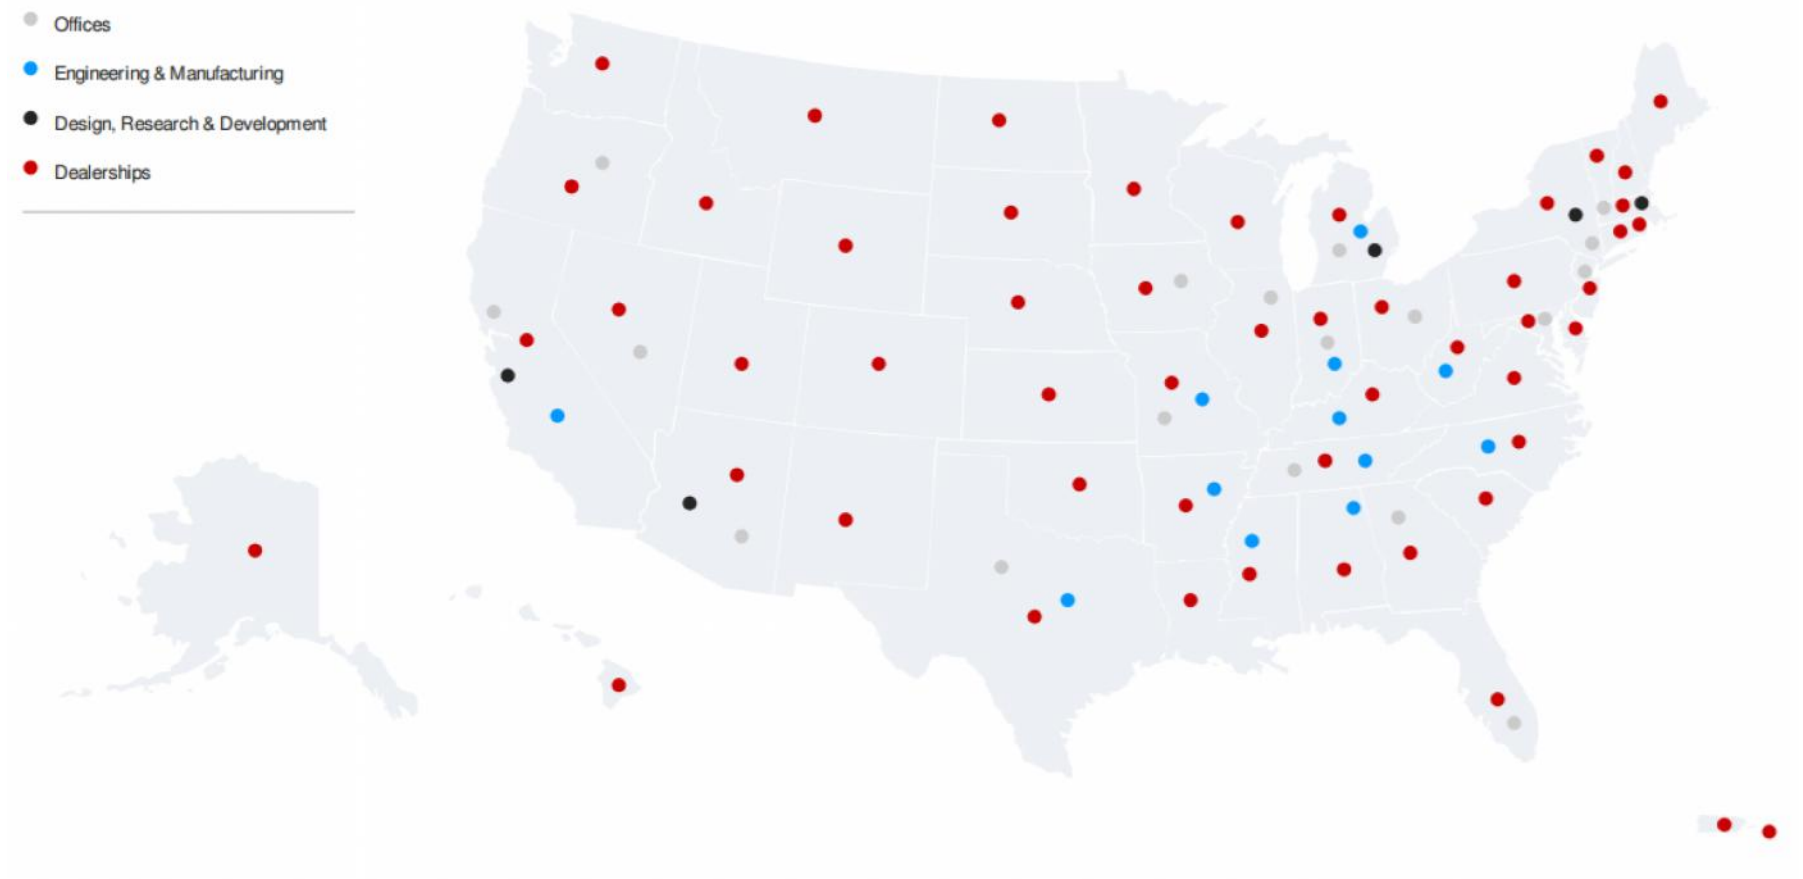 Offices
Engineering & Manufacturing
Design, Research & Development
Dealerships